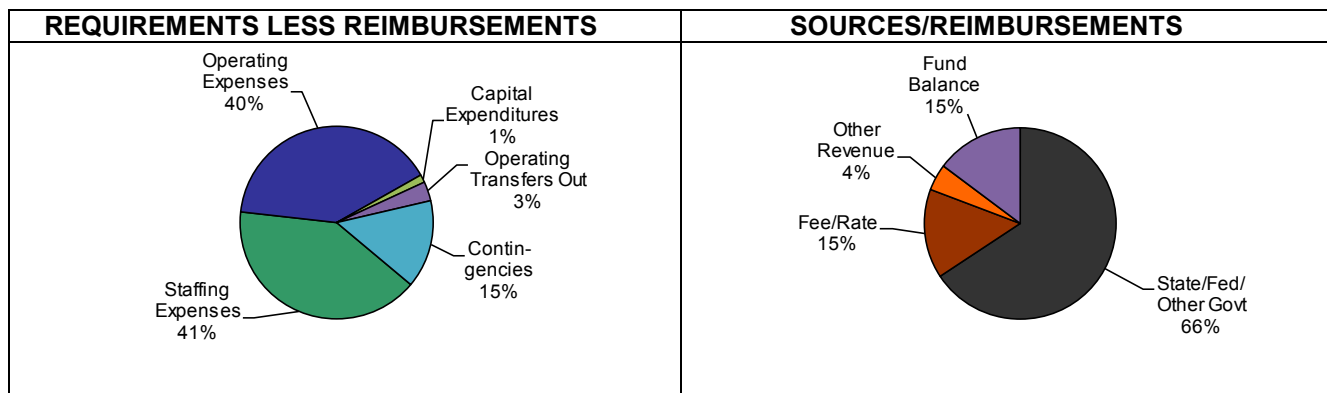 REQUIREMENTS LESS REIMBURSEMENTS
Operating
Expenses
40%
Capital
Expenditures
1%
Operating
Transfers Out
3%
Contin-
gencies
15%
Staffing
Expenses
41%
SOURCES/REIMBURSEMENTS
Fund
Balance
15%
Other
Revenue
4%
Fee/Rate
15%
State/Fed/
Other Govt
66%